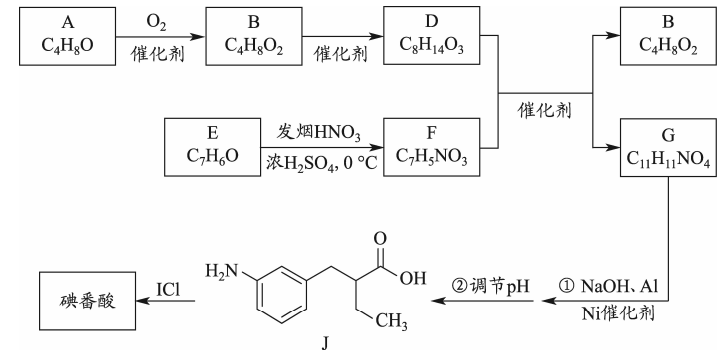 A
C₄H₈O
O₂
催化剂
B
C₄H₈O₂
催化剂
D
C₈H₁₄O₃
催化剂
B
C₄H₈O₂
E
C₇H₆O
发烟HNO₃
浓H₂SO₄, 0 °C
F
C₇H₅NO₃
G
C₁₁H₁₁NO₄
碘番酸
ICl
H₂N
O
OH
CH₃
J
②调节pH
① NaOH、Al
Ni催化剂